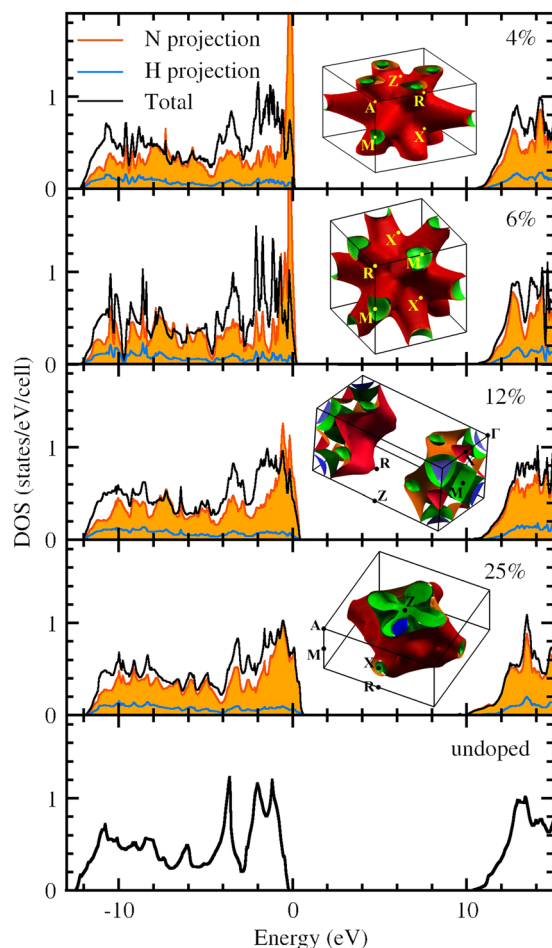 N projection
H projection
Total
4%
1
0
Z
A
R
M
X
6%
1
0
X
R
M
M
X
12%
1
0
Γ
X
R
M
Z
25%
1
0
A
Z
M
X
R
undoped
1
0
DOS (states/eV/cell)
-10 0 10
Energy (eV)